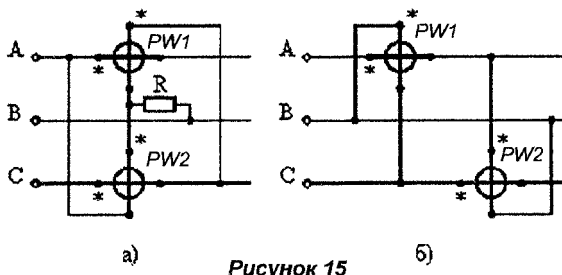 * PW1 * PW1
A * A *
R
B B
* PW2 * PW2
C * C *
а) б)
Рисунок 15